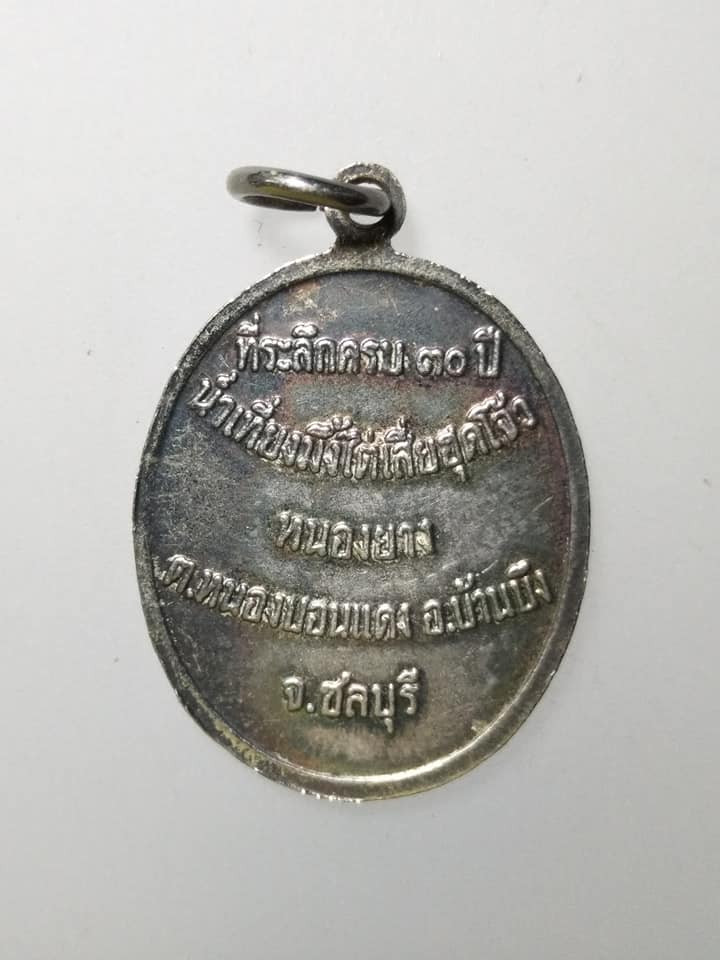 ที่ระลึกครบ ๓๐ ปี
น่ำเทียงมึ้งไต่เสี่ยฮุดโจ้ว
หนองยาง
ต.หนองบอนแดง อ.บ้านบึง
จ.ชลบุรี